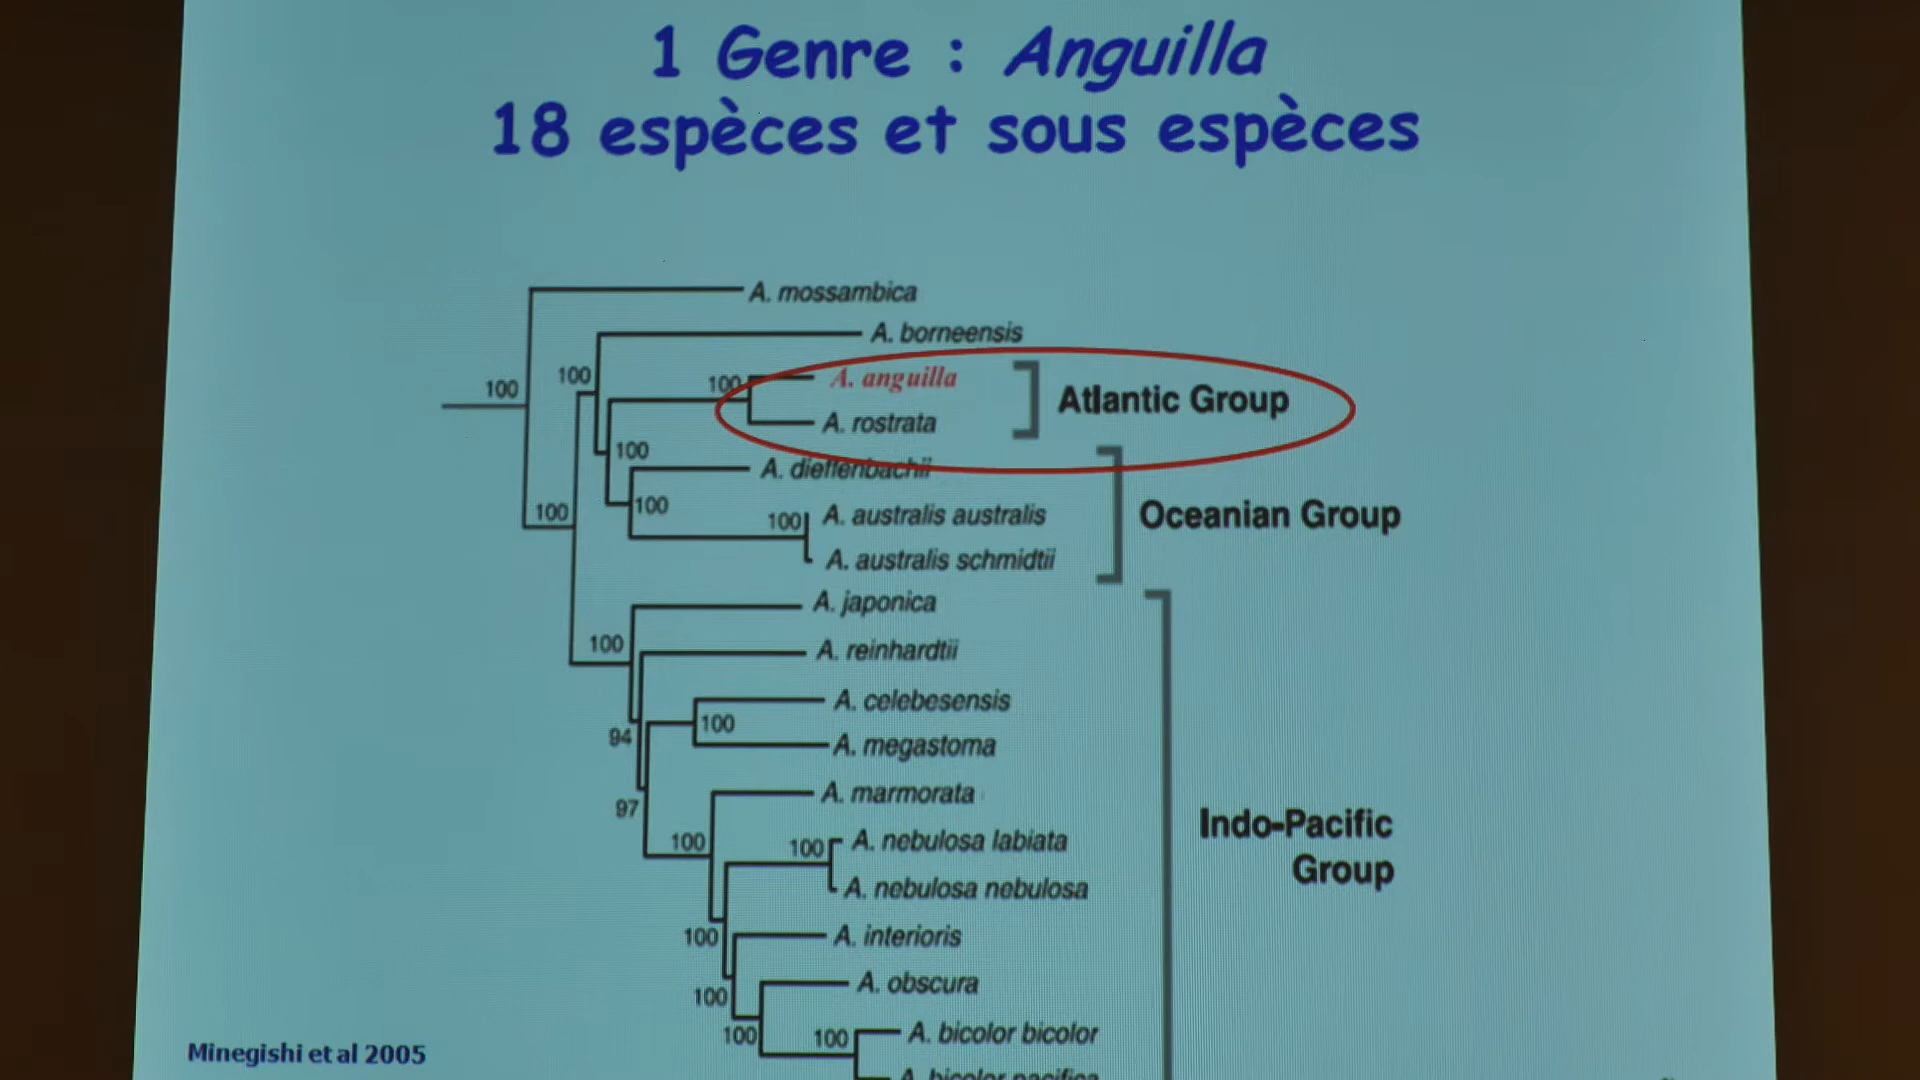 1 Genre : Anguilla
18 espèces et sous espèces
A. mossambica
A. borneensis
100
100
100
A. anguilla
Atlantic Group
A. rostrata
100
A. dieffenbachii
100
100
A. australis australis
Oceanian Group
100
A. australis schmidtii
A. japonica
100
A. reinhardtii
A. celebesensis
100
94
A. megastoma
A. marmorata
97
Indo-Pacific
Group
100
100
A. nebulosa labiata
A. nebulosa nebulosa
100
A. interioris
A. obscura
100
100
100
A. bicolor bicolor
Minegishi et al 2005
A. bicolor pacifica